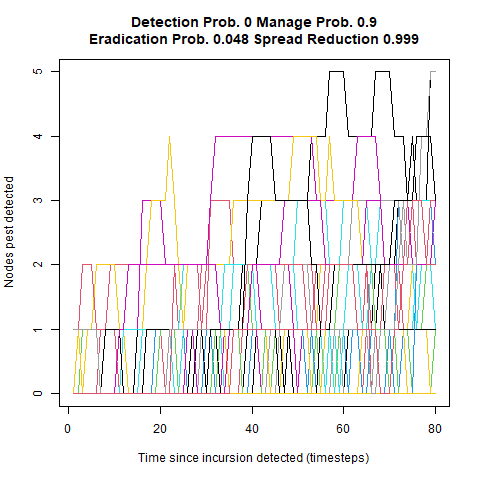 Detection Prob. 0 Manage Prob. 0.9
Eradication Prob. 0.048 Spread Reduction 0.999
Nodes pest detected
5
4
3
2
1
0
0
20
40
60
80
Time since incursion detected (timesteps)